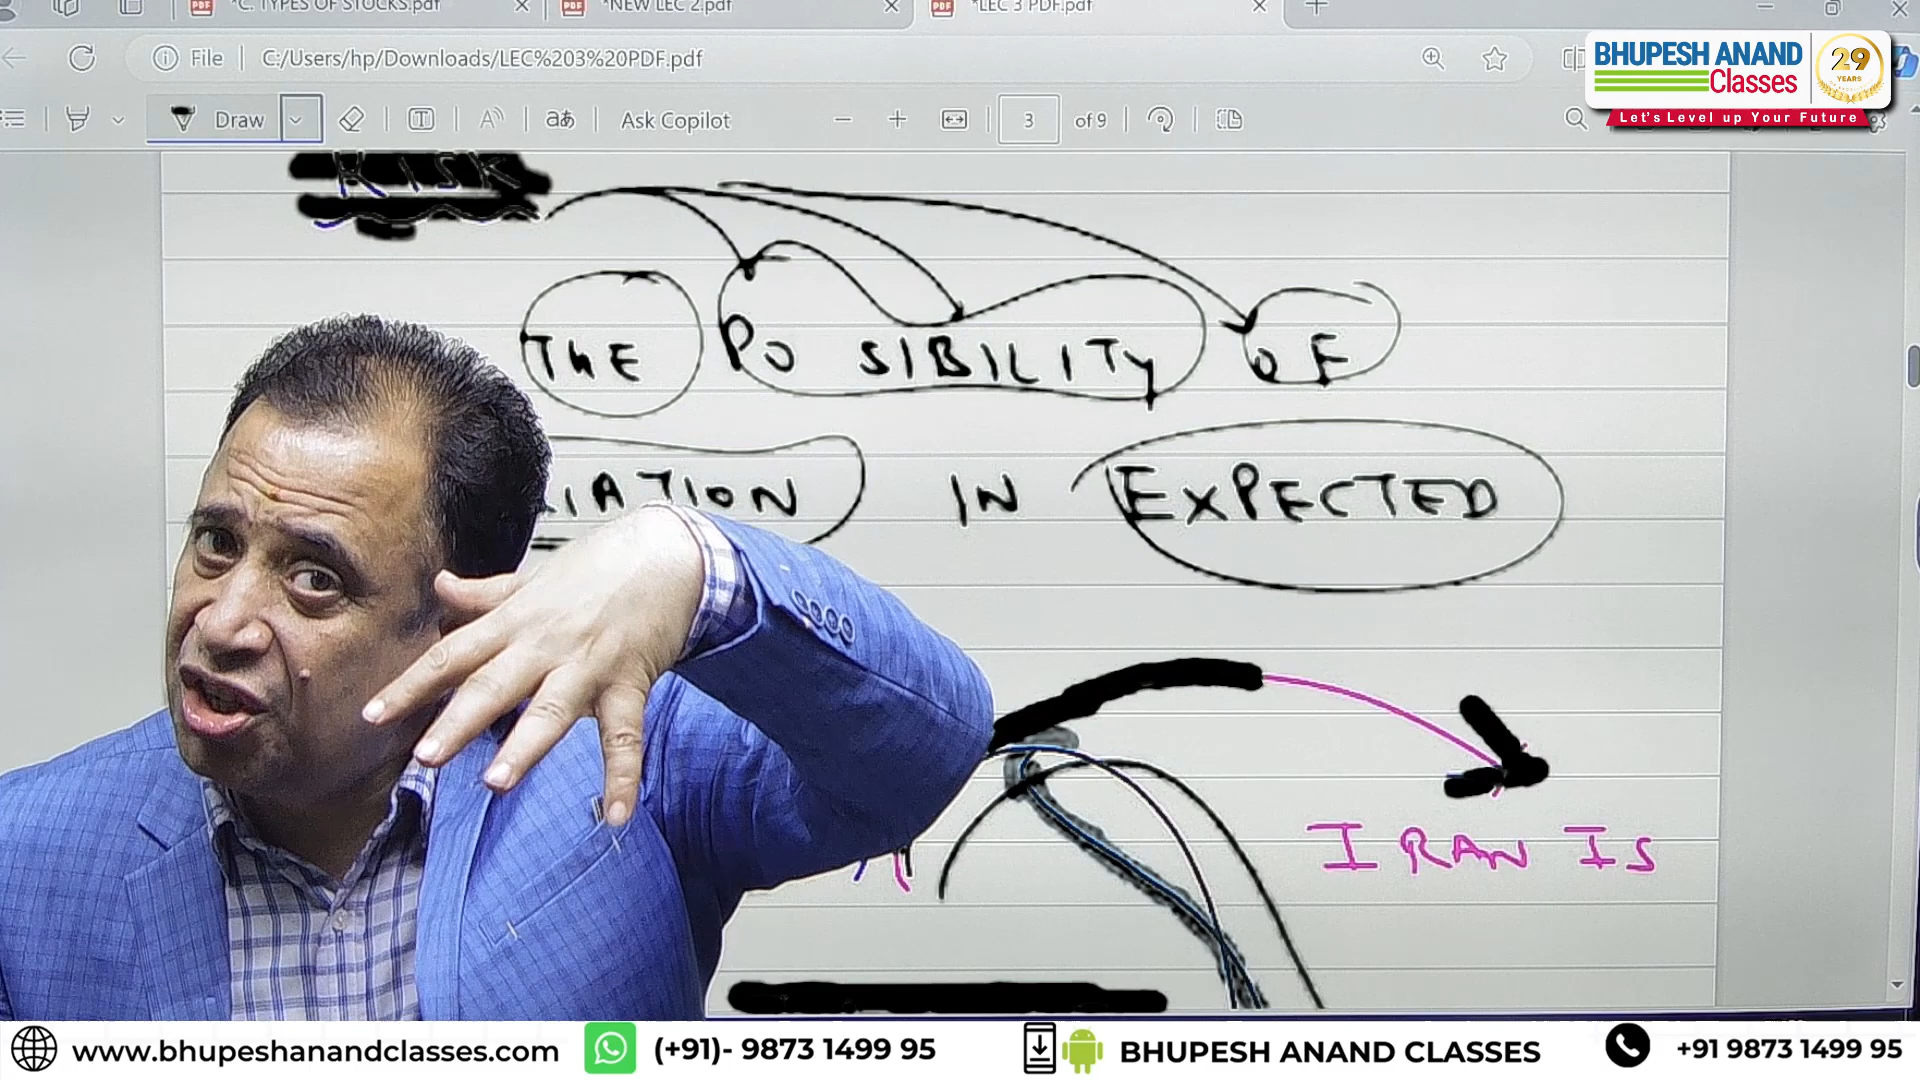 *C. TYPES OF STOCKS.pdf
*NEW LEC 2.pdf
*LEC 3 PDF.pdf
File
C:/Users/hp/Downloads/LEC%203%20PDF.pdf
BHUPESH ANAND
Classes
29
YEARS
Let's Level up Your Future
Draw
Ask Copilot
3 of 9
RISK
THE POSIBILITY OF
IATION IN EXPECTED
IRAN IS
www.bhupeshanandclasses.com
(+91)- 9873 1499 95
BHUPESH ANAND CLASSES
+91 9873 1499 95